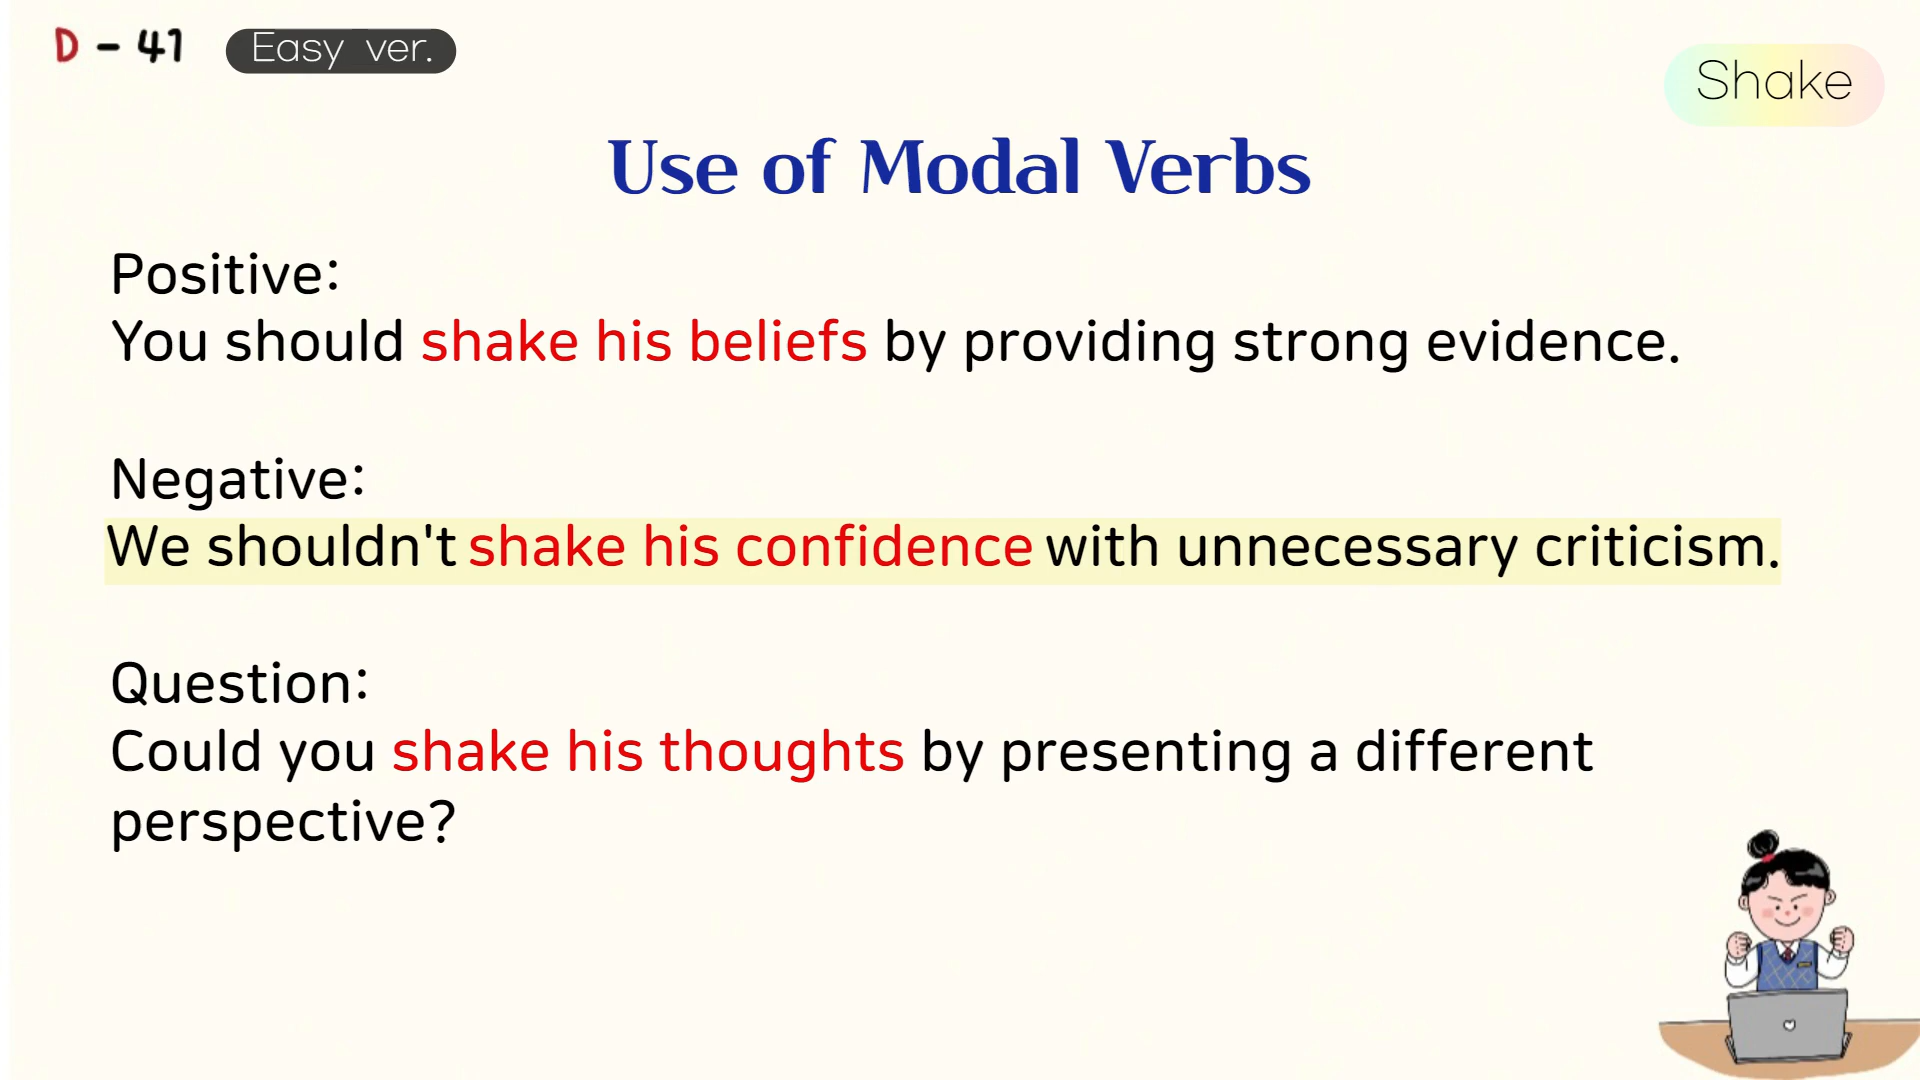 D - 41
Easy ver.
Shake
Use of Modal Verbs
Positive:
You should shake his beliefs by providing strong evidence.
Negative:
We shouldn't shake his confidence with unnecessary criticism.
Question:
Could you shake his thoughts by presenting a different
perspective?